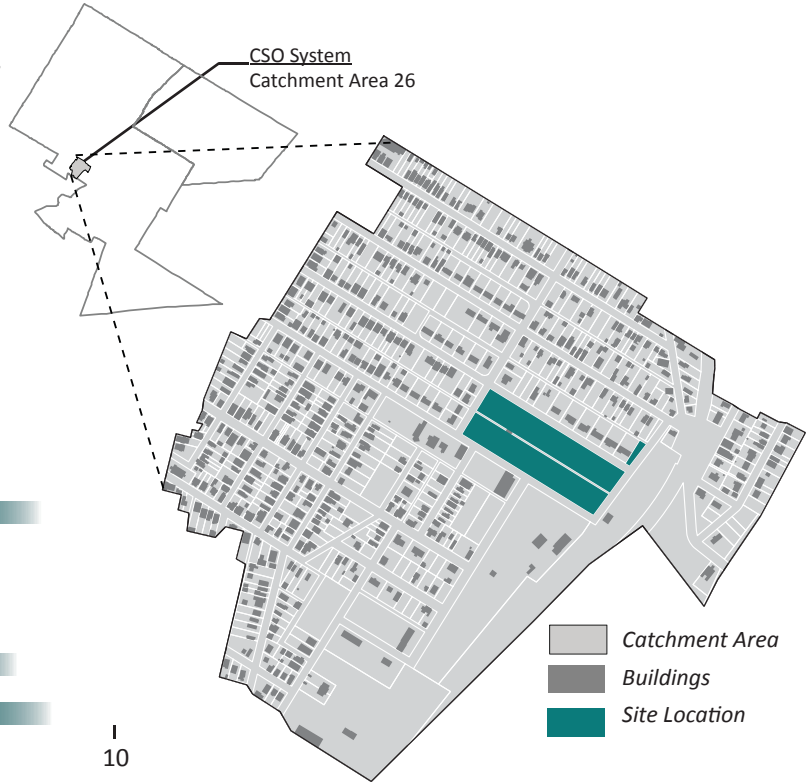 CSO System
Catchment Area 26
Catchment Area
Buildings
Site Location
10